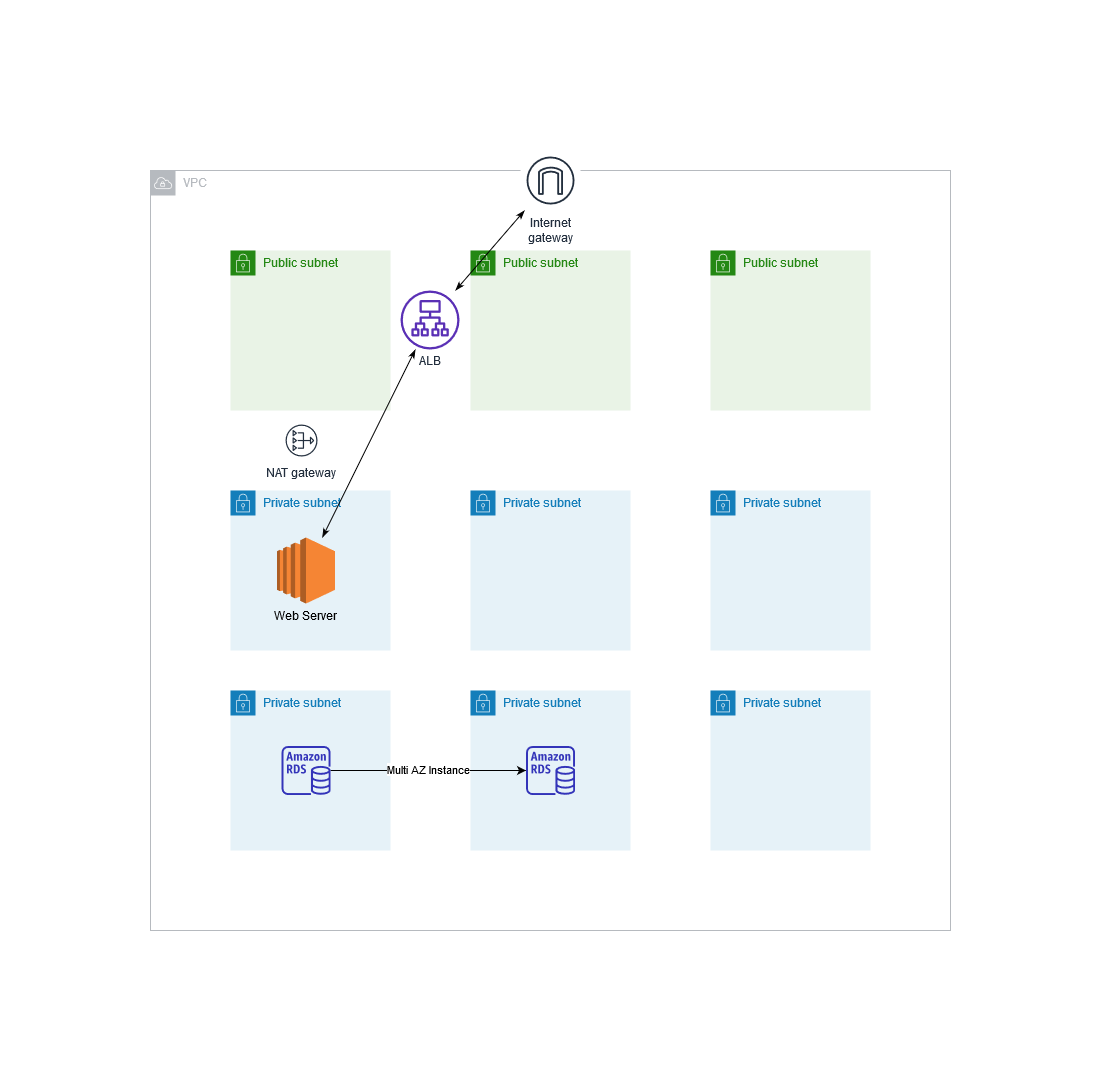 VPC
Internet
gateway
Public subnet
Public subnet
Public subnet
ALB
NAT gateway
Private subnet
Private subnet
Private subnet
Web Server
Private subnet
Private subnet
Private subnet
Amazon
RDS
Multi AZ Instance
Amazon
RDS